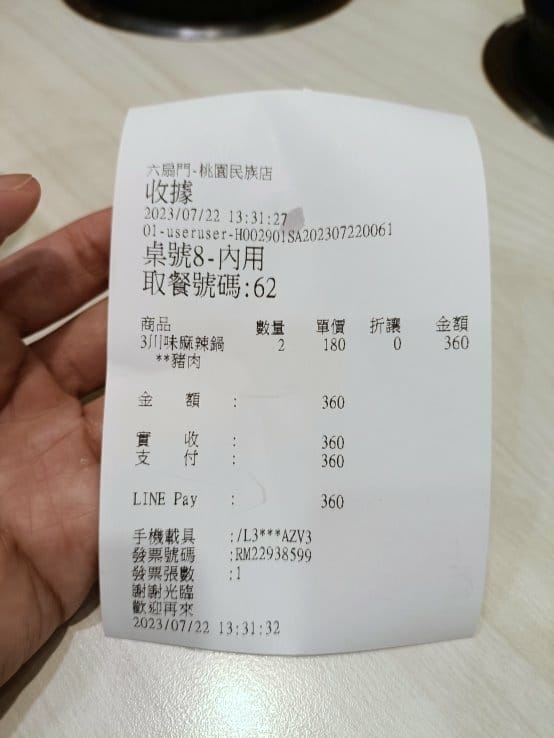 六扇門-桃園民族店
收據
2023/07/22 13:31:27
01-useruser-H002901SA202307220061
桌號8-內用
取餐號碼:62
商品 數量 單價 折讓 金額
3川味麻辣鍋 2 180 0 360
**豬肉
金 額 : 360
實 收 : 360
支 付 : 360
LINE Pay : 360
手機載具 :/L3***AZV3
發票號碼 :RM22938599
發票張數 :1
謝謝光臨
歡迎再來
2023/07/22 13:31:32